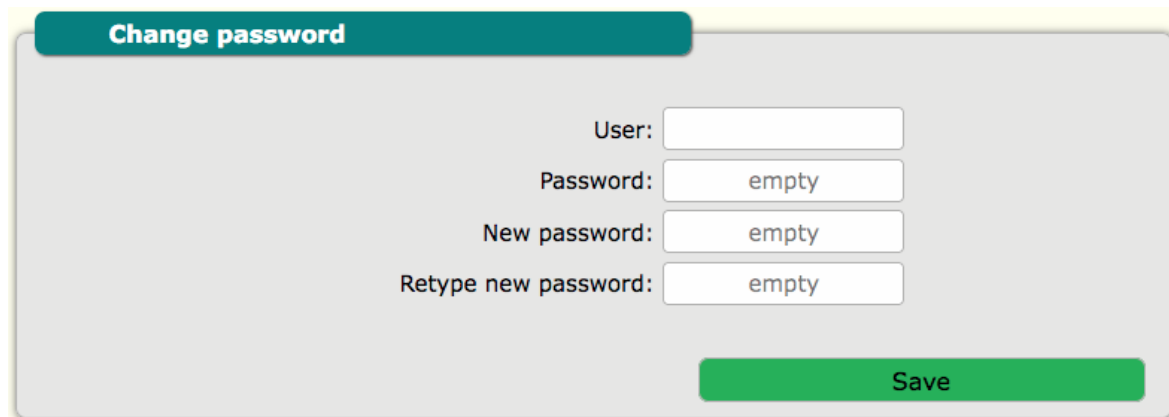 Change password
User:
Password: empty
New password: empty
Retype new password: empty
Save